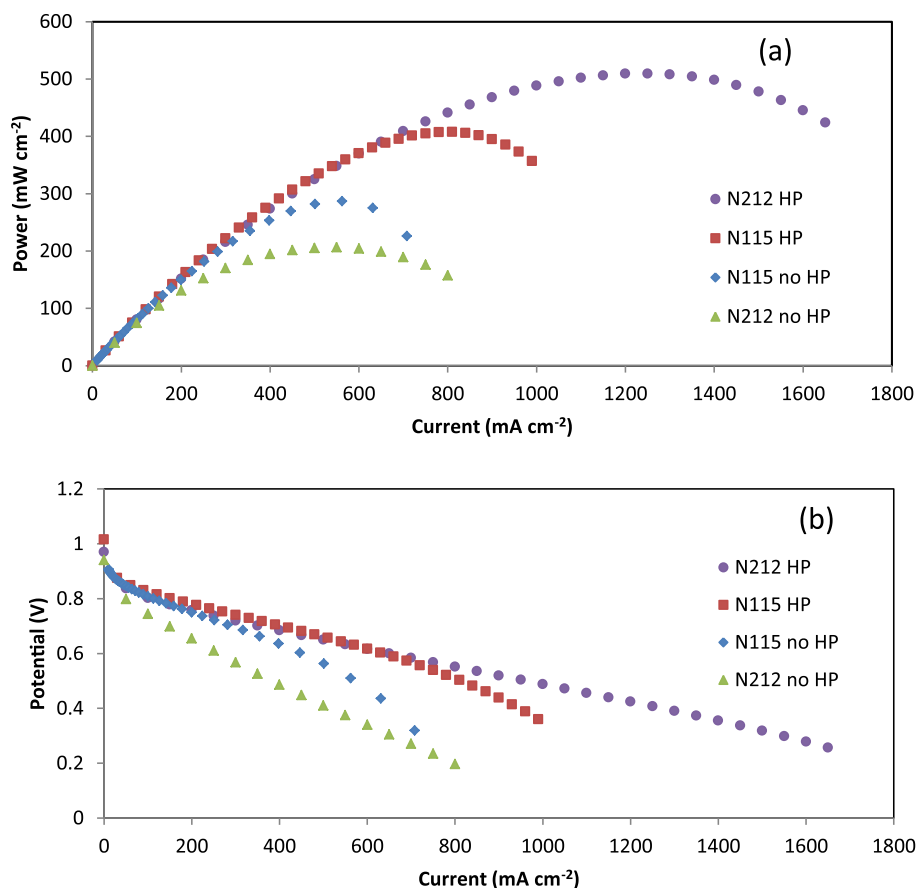 600
(a)
500
400
300
200
100
0
Power (mW cm-2)
N212 HP
N115 HP
N115 no HP
N212 no HP
0 200 400 600 800 1000 1200 1400 1600 1800
Current (mA cm-2)
1.2
(b)
1
0.8
0.6
0.4
0.2
0
Potential (V)
N212 HP
N115 HP
N115 no HP
N212 no HP
0 200 400 600 800 1000 1200 1400 1600 1800
Current (mA cm-2)